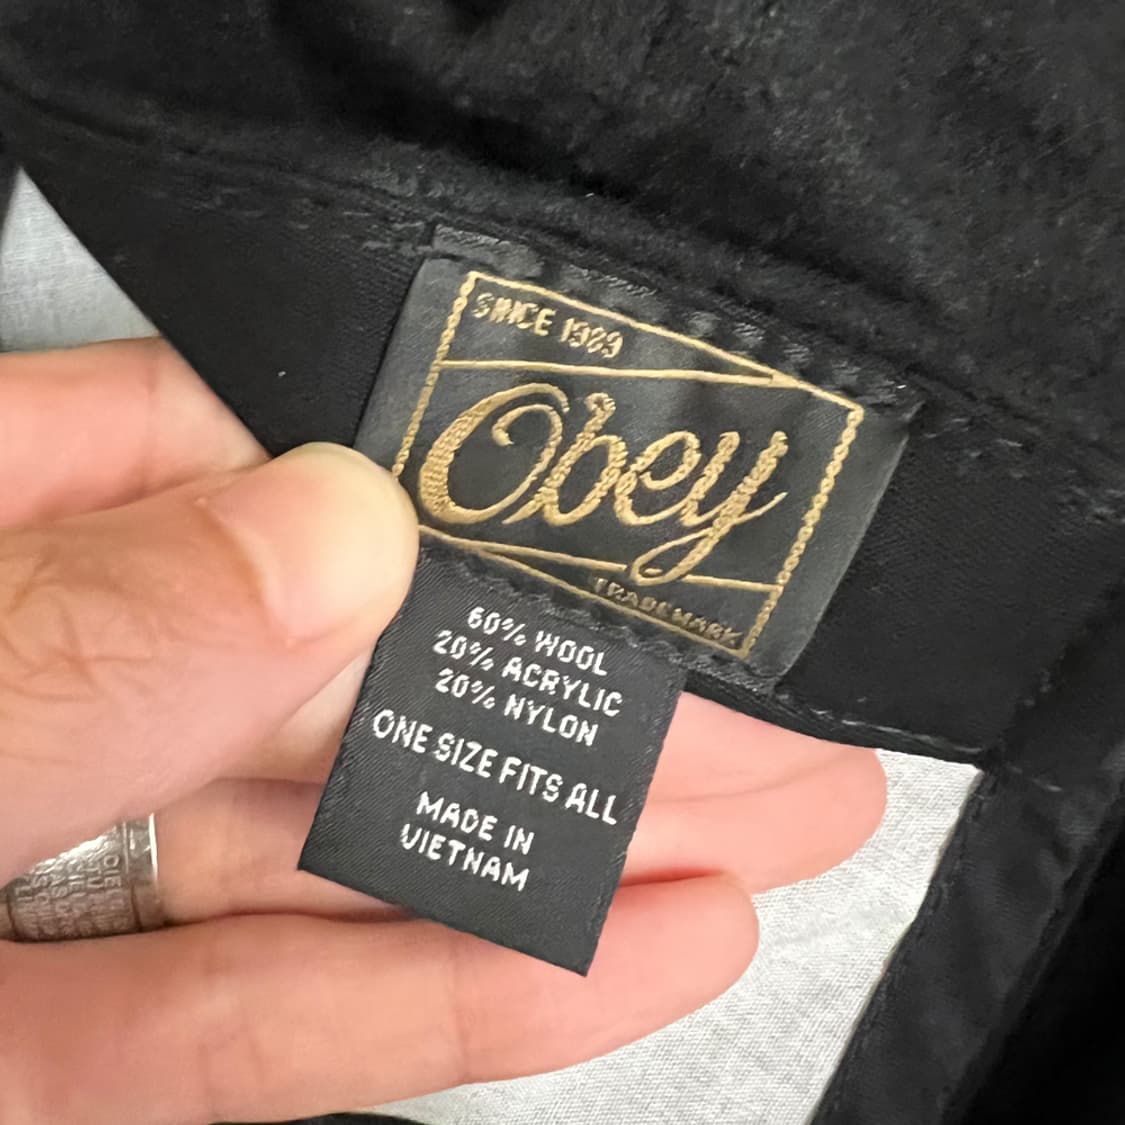 SINCE 1989
Obey
TRADEMARK
60% WOOL
20% ACRYLIC
20% NYLON
ONE SIZE FITS ALL
MADE IN
VIETNAM